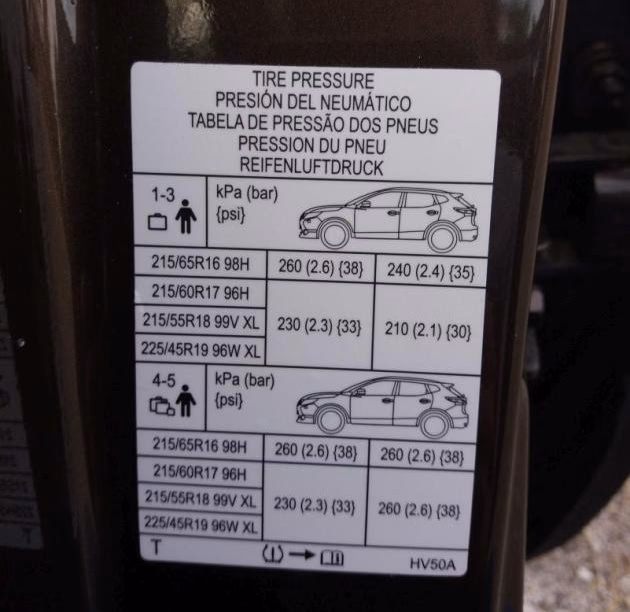 TIRE PRESSURE
PRESIÓN DEL NEUMÁTICO
TABELA DE PRESSÃO DOS PNEUS
PRESSION DU PNEU
REIFENLUFTDRUCK
1-3 kPa (bar)
{psi}
215/65R16 98H 260 (2.6) {38} 240 (2.4) {35}
215/60R17 96H
215/55R18 99V XL 230 (2.3) {33} 210 (2.1) {30}
225/45R19 96W XL
4-5 kPa (bar)
{psi}
215/65R16 98H 260 (2.6) {38} 260 (2.6) {38}
215/60R17 96H
215/55R18 99V XL 230 (2.3) {33} 260 (2.6) {38}
225/45R19 96W XL
T
HV50A